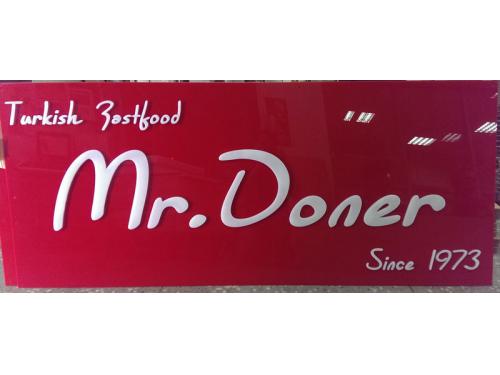 Turkish Fastfood
Mr. Doner
Since 1973